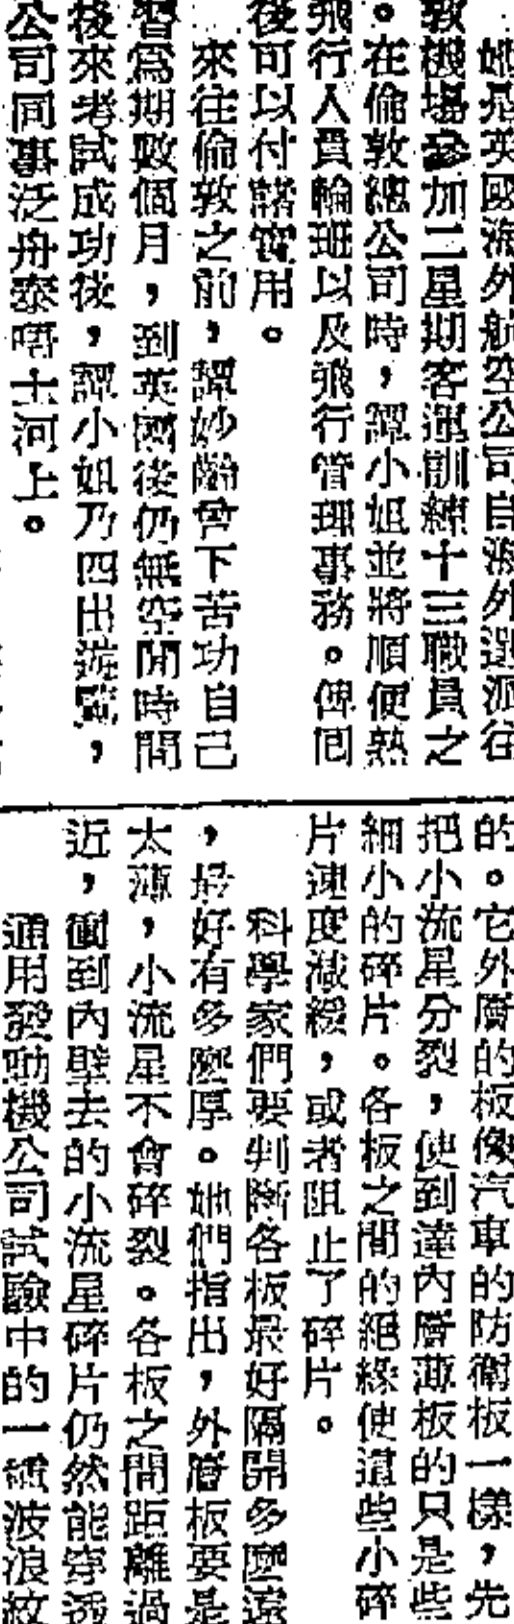 她是英國海外航空公司自海外選派往
敦機場參加二星期客運訓練十三職員之
。在倫敦總公司時，譚小姐並將順便熟
飛行人員輪班以及飛行管理事務。俾囘
後可以付諸實用。
來往倫敦之前，譚妙齡曾下苦功自己
習爲期數個月，到英國後仍無空閒時間
後來考試成功後，譚小姐乃四出遊覽，
公司同事泛舟泰晤士河上。
的。它外層的板像汽車的防衛板一樣，先
把小流星分裂，使到達內層薄板的只是些
細小的碎片。各板之間的絕緣使這些小碎
片速度減緩，或者阻止了碎片。
科學家們要判斷各板最好隔開多麼遠
，最好有多麼厚。她們指出，外層板要是
太薄，小流星不會碎裂。各板之間距離過
近，衝到內壁去的小流星碎片仍然能穿透
通用發動機公司試驗中的一種波浪紋